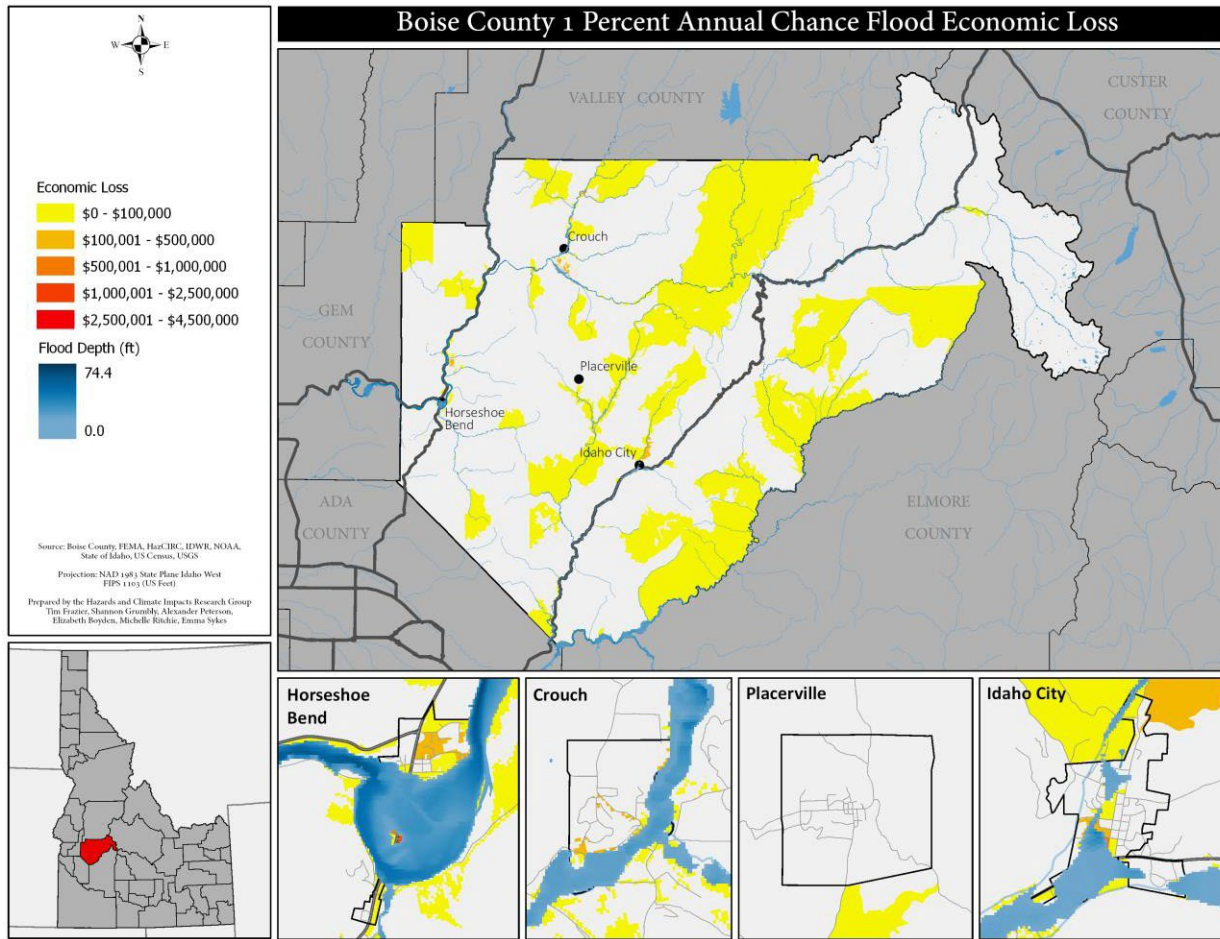 Boise County 1 Percent Annual Chance Flood Economic Loss
N
W
E
S
Economic Loss
$0 - $100,000
$100,001 - $500,000
$500,001 - $1,000,000
$1,000,001 - $2,500,000
$2,500,001 - $4,500,000
Flood Depth (ft)
74.4
0.0
Source: Boise County, FEMA, HazCIRC, IDWR, NOAA,
State of Idaho, US Census, USGS
Projection: NAD 1983 State Plane Idaho West
FIPS 1103 (US Feet)
Prepared by the Hazards and Climate Impacts Research Group
Tim Frazier, Shannon Grumbly, Alexander Peterson,
Elizabeth Boyden, Michelle Ritchie, Emma Sykes
VALLEY COUNTY
CUSTER
COUNTY
Crouch
GEM
COUNTY
Placerville
Horseshoe
Bend
Idaho City
ADA
COUNTY
ELMORE
COUNTY
Horseshoe
Bend
Crouch
Placerville
Idaho City